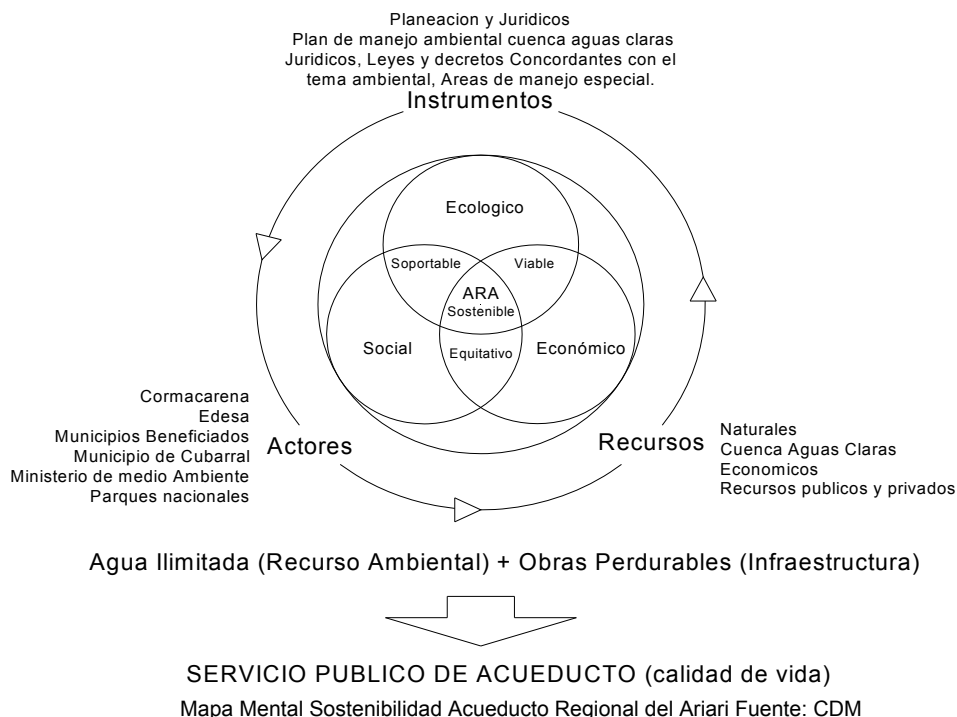 Planeacion y Juridicos
Plan de manejo ambiental cuenca aguas claras
Juridicos, Leyes y decretos Concordantes con el
tema ambiental, Areas de manejo especial.
Instrumentos
Ecologico
Soportable
Viable
ARA
Sostenible
Social
Equitativo
Económico
Cormacarena
Edesa
Municipios Beneficiados
Municipio de Cubarral
Ministerio de medio Ambiente
Parques nacionales
Actores
Recursos
Naturales
Cuenca Aguas Claras
Economicos
Recursos publicos y privados
Agua Ilimitada (Recurso Ambiental) + Obras Perdurables (Infraestructura)
SERVICIO PUBLICO DE ACUEDUCTO (calidad de vida)
Mapa Mental Sostenibilidad Acueducto Regional del Ariari Fuente: CDM